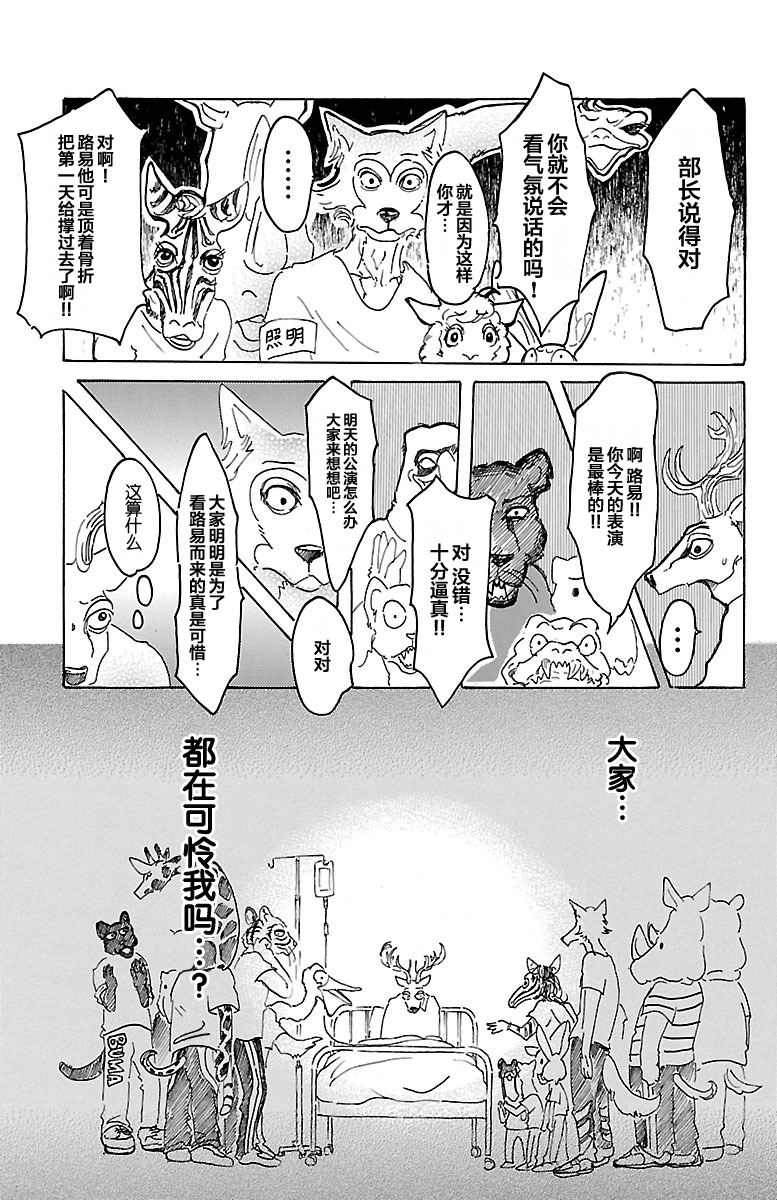 部长说得对
你就不会
看气氛说话的吗！
就是因为这样
你才…
……
对啊！
路易他可是顶着骨折
把第一天给撑过去了啊!!
照明
啊 路易!!
你今天的表演
是最棒的!!
…
对 没错…
十分逼真!!
明天的公演怎么办
大家来想想吧…
对对
大家明明是为了
看路易而来的真是可惜…
这算什么
大家…
都在可怜我吗…？
BUMA